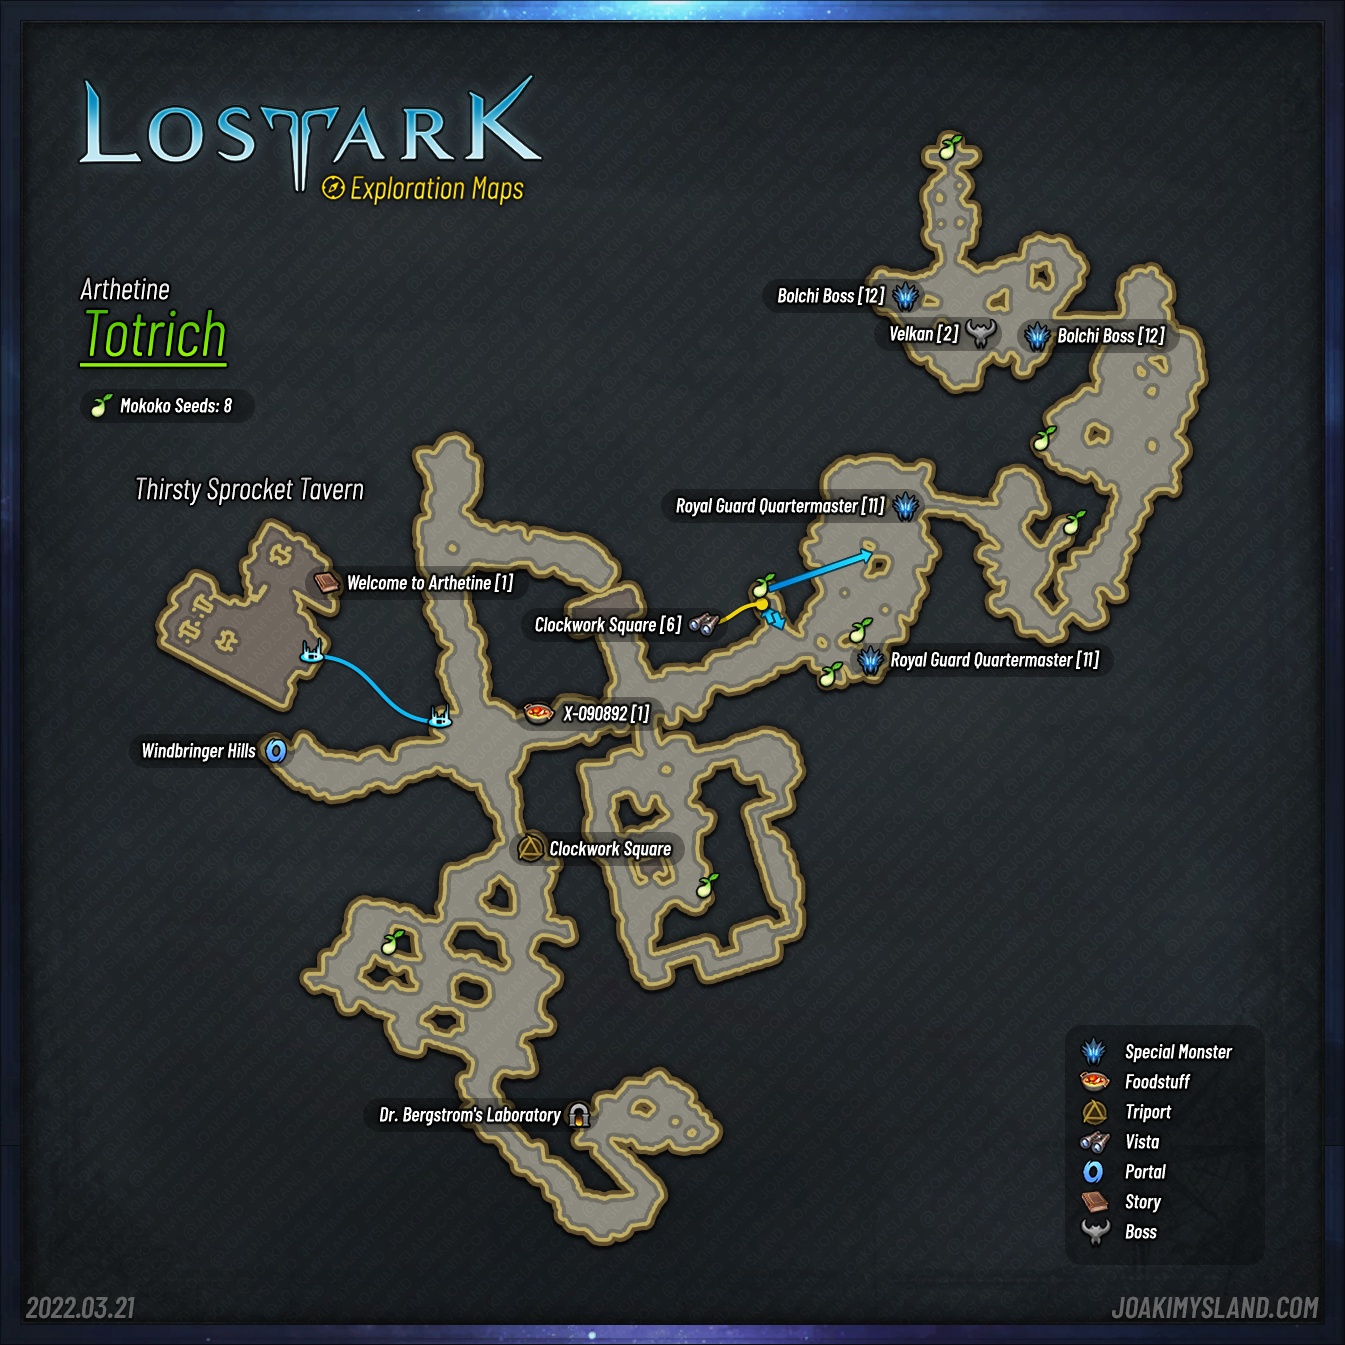 LOSTARK
Exploration Maps
Arthetine
Totrich
Mokoko Seeds: 8
Bolchi Boss [12]
Velkan [2]
Bolchi Boss [12]
Thirsty Sprocket Tavern
Royal Guard Quartermaster [11]
Welcome to Arthetine [1]
Clockwork Square [6]
Royal Guard Quartermaster [11]
X-090892 [1]
Windbringer Hills
Clockwork Square
Dr. Bergstrom's Laboratory
Special Monster
Foodstuff
Triport
Vista
Portal
Story
Boss
2022.03.21
JOAKIMYSLAND.COM